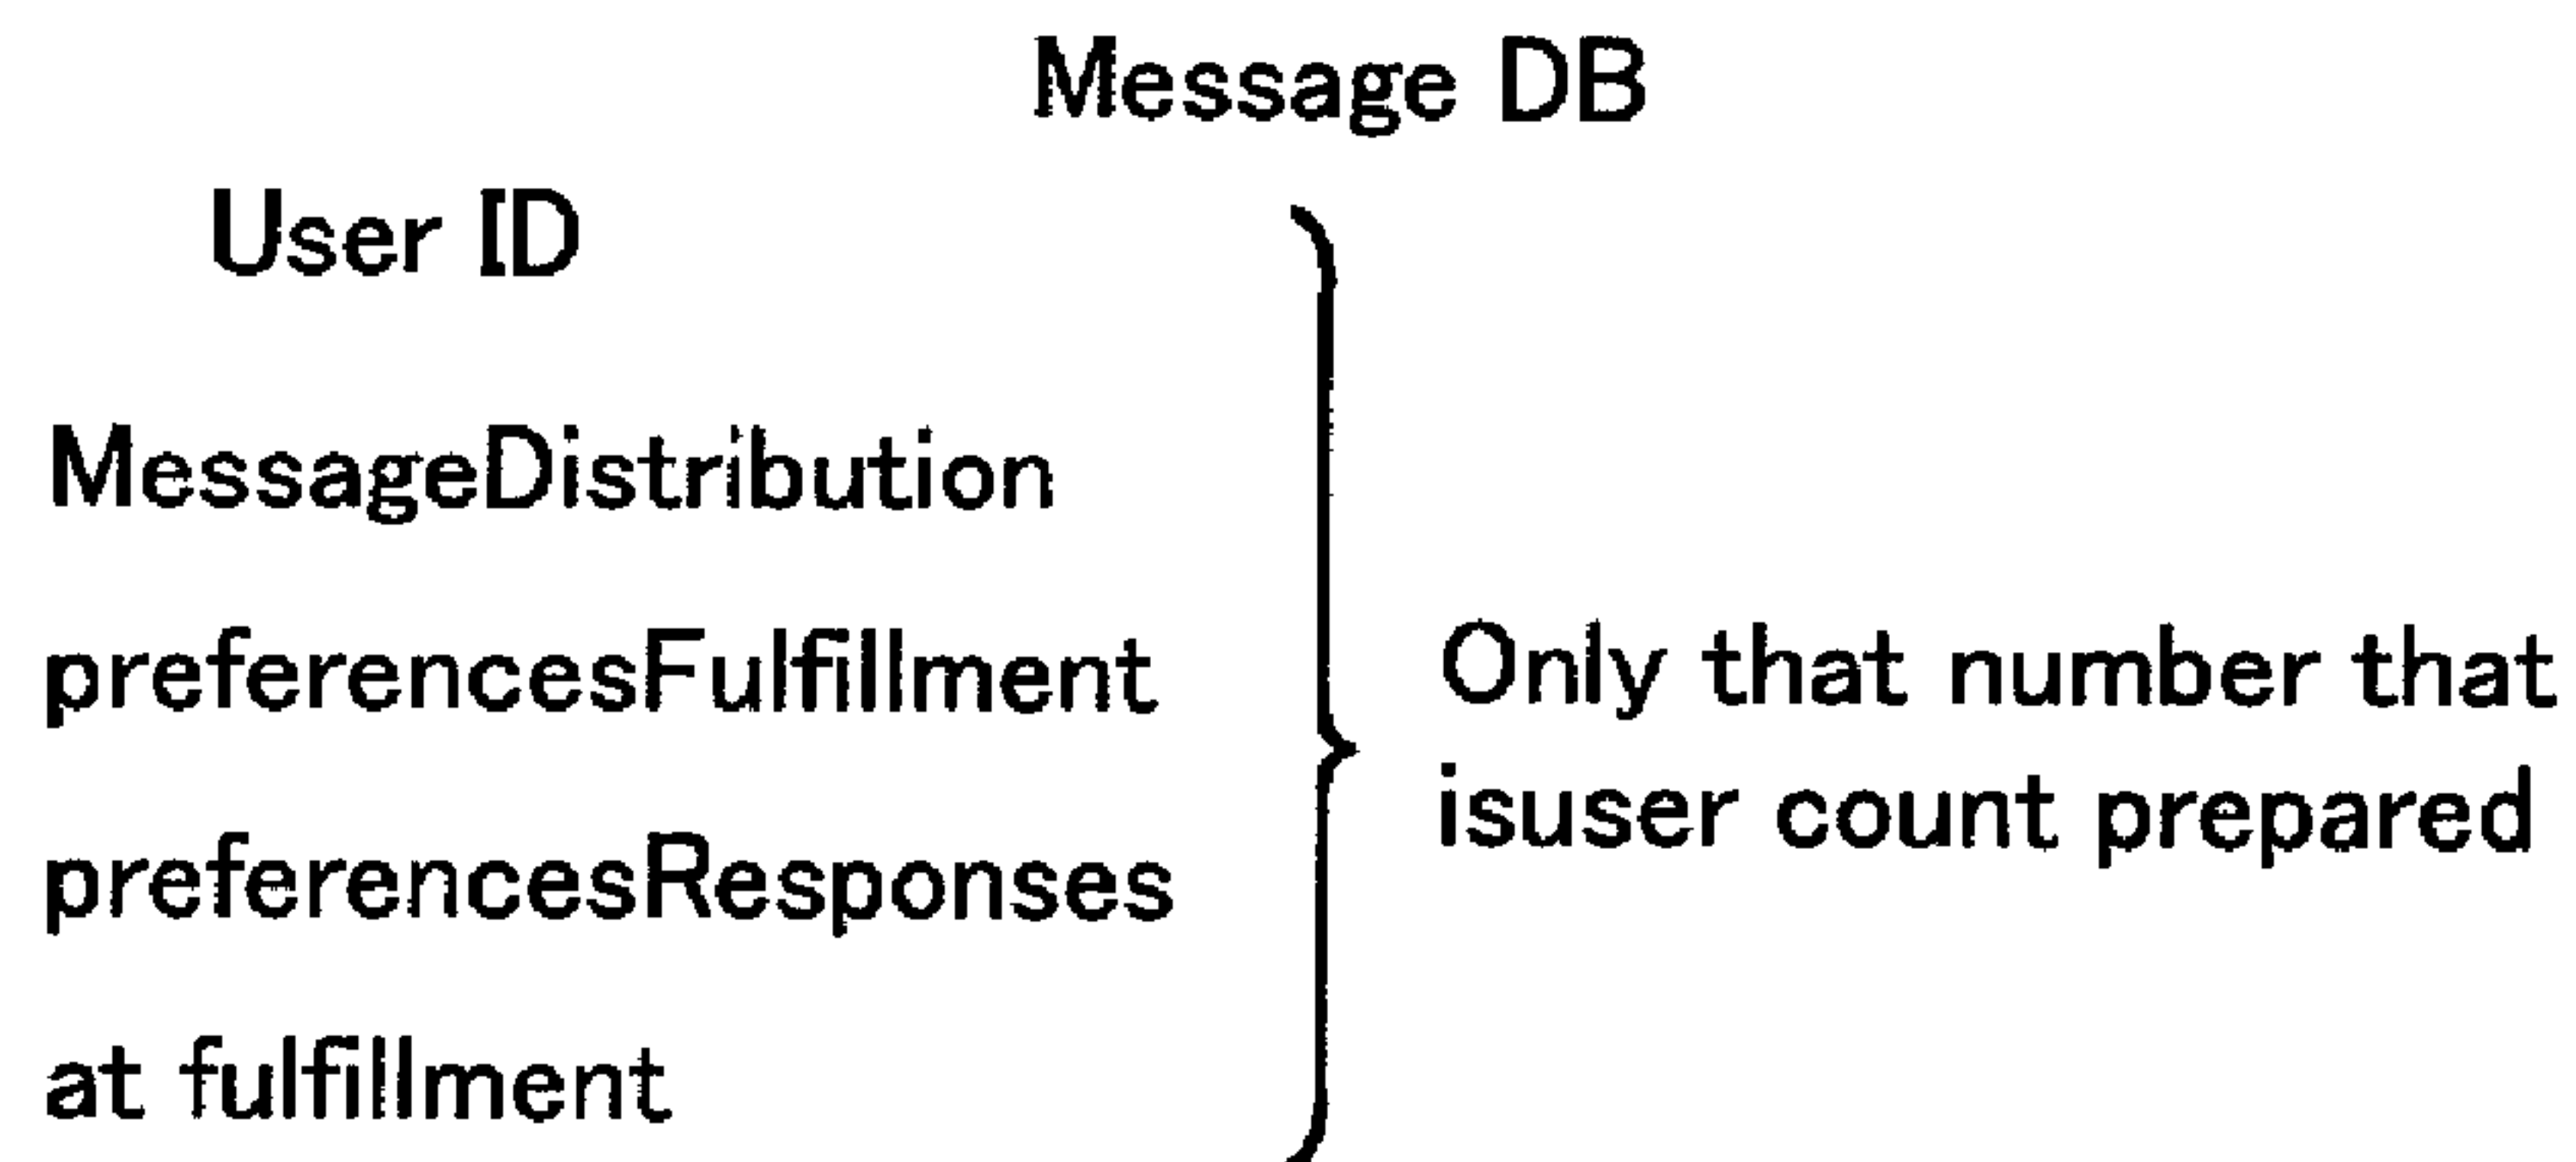 Message DB
User ID
MessageDistribution
preferencesFulfillment
preferencesResponses
at fulfillment
Only that number that
isuser count prepared